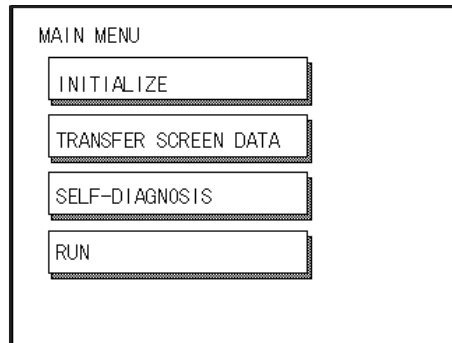 MAIN MENU
INITIALIZE
TRANSFER SCREEN DATA
SELF-DIAGNOSIS
RUN